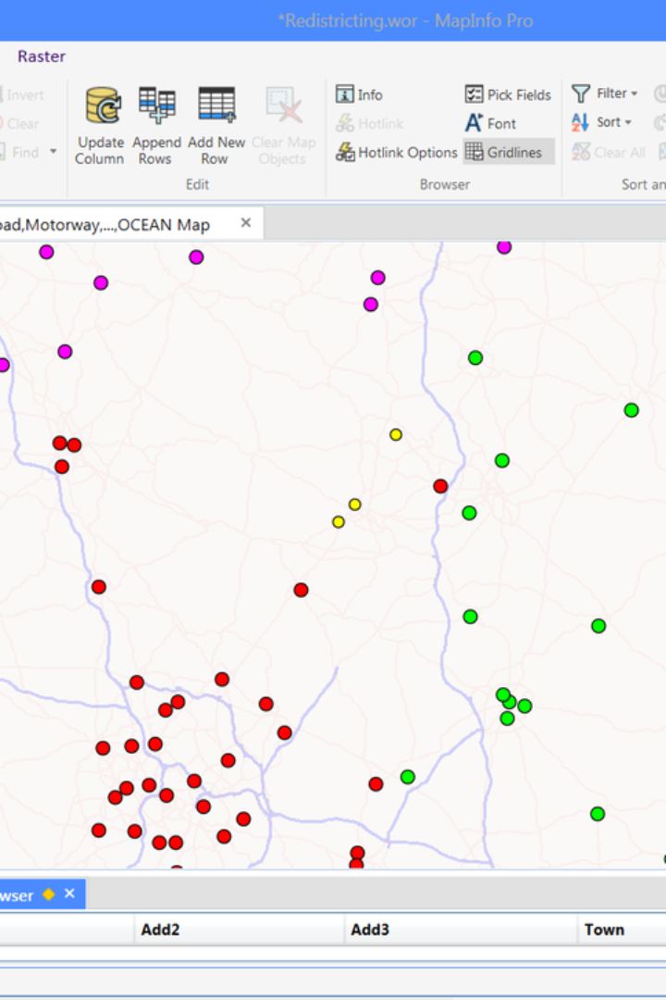 *Redistricting.wor - MapInfo Pro
Raster
Invert
Clear
Find
Update Column
Append Rows
Add New Row
Clear Map Objects
Edit
Info
Hotlink
Hotlink Options
Pick Fields
Font
Gridlines
Browser
Filter
Sort
Clear All
Sort an
oad,Motorway,...,OCEAN Map
wser
Add2 Add3 Town